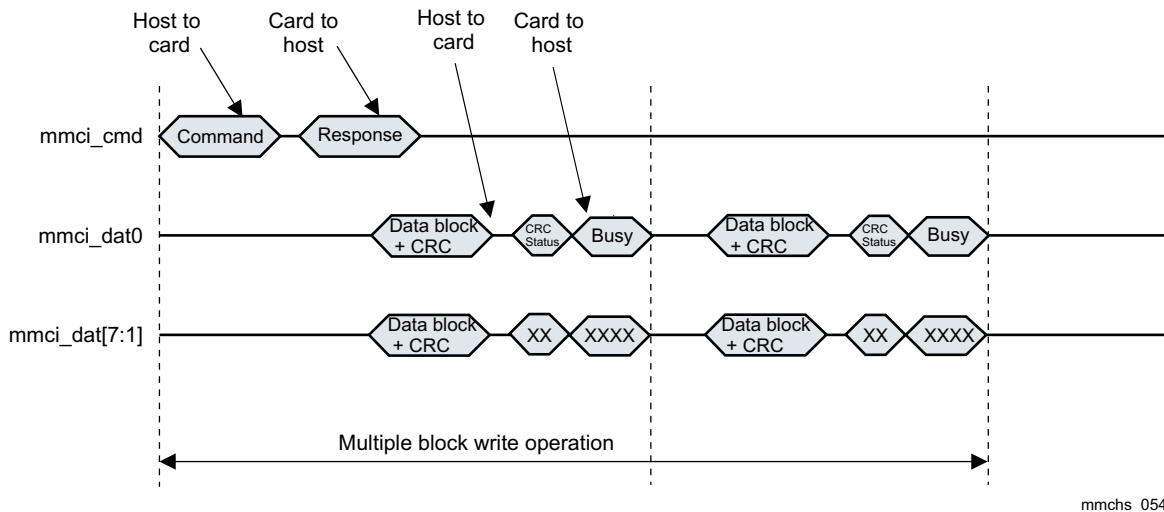 Host to
card
Card to
host
Host to
card
Card to
host
mmci_cmd
Command
Response
mmci_dat0
Data block
+ CRC
CRC
Status
Busy
Data block
+ CRC
CRC
Status
Busy
mmci_dat[7:1]
Data block
+ CRC
XX
XXXX
Data block
+ CRC
XX
XXXX
Multiple block write operation
mmchs_054